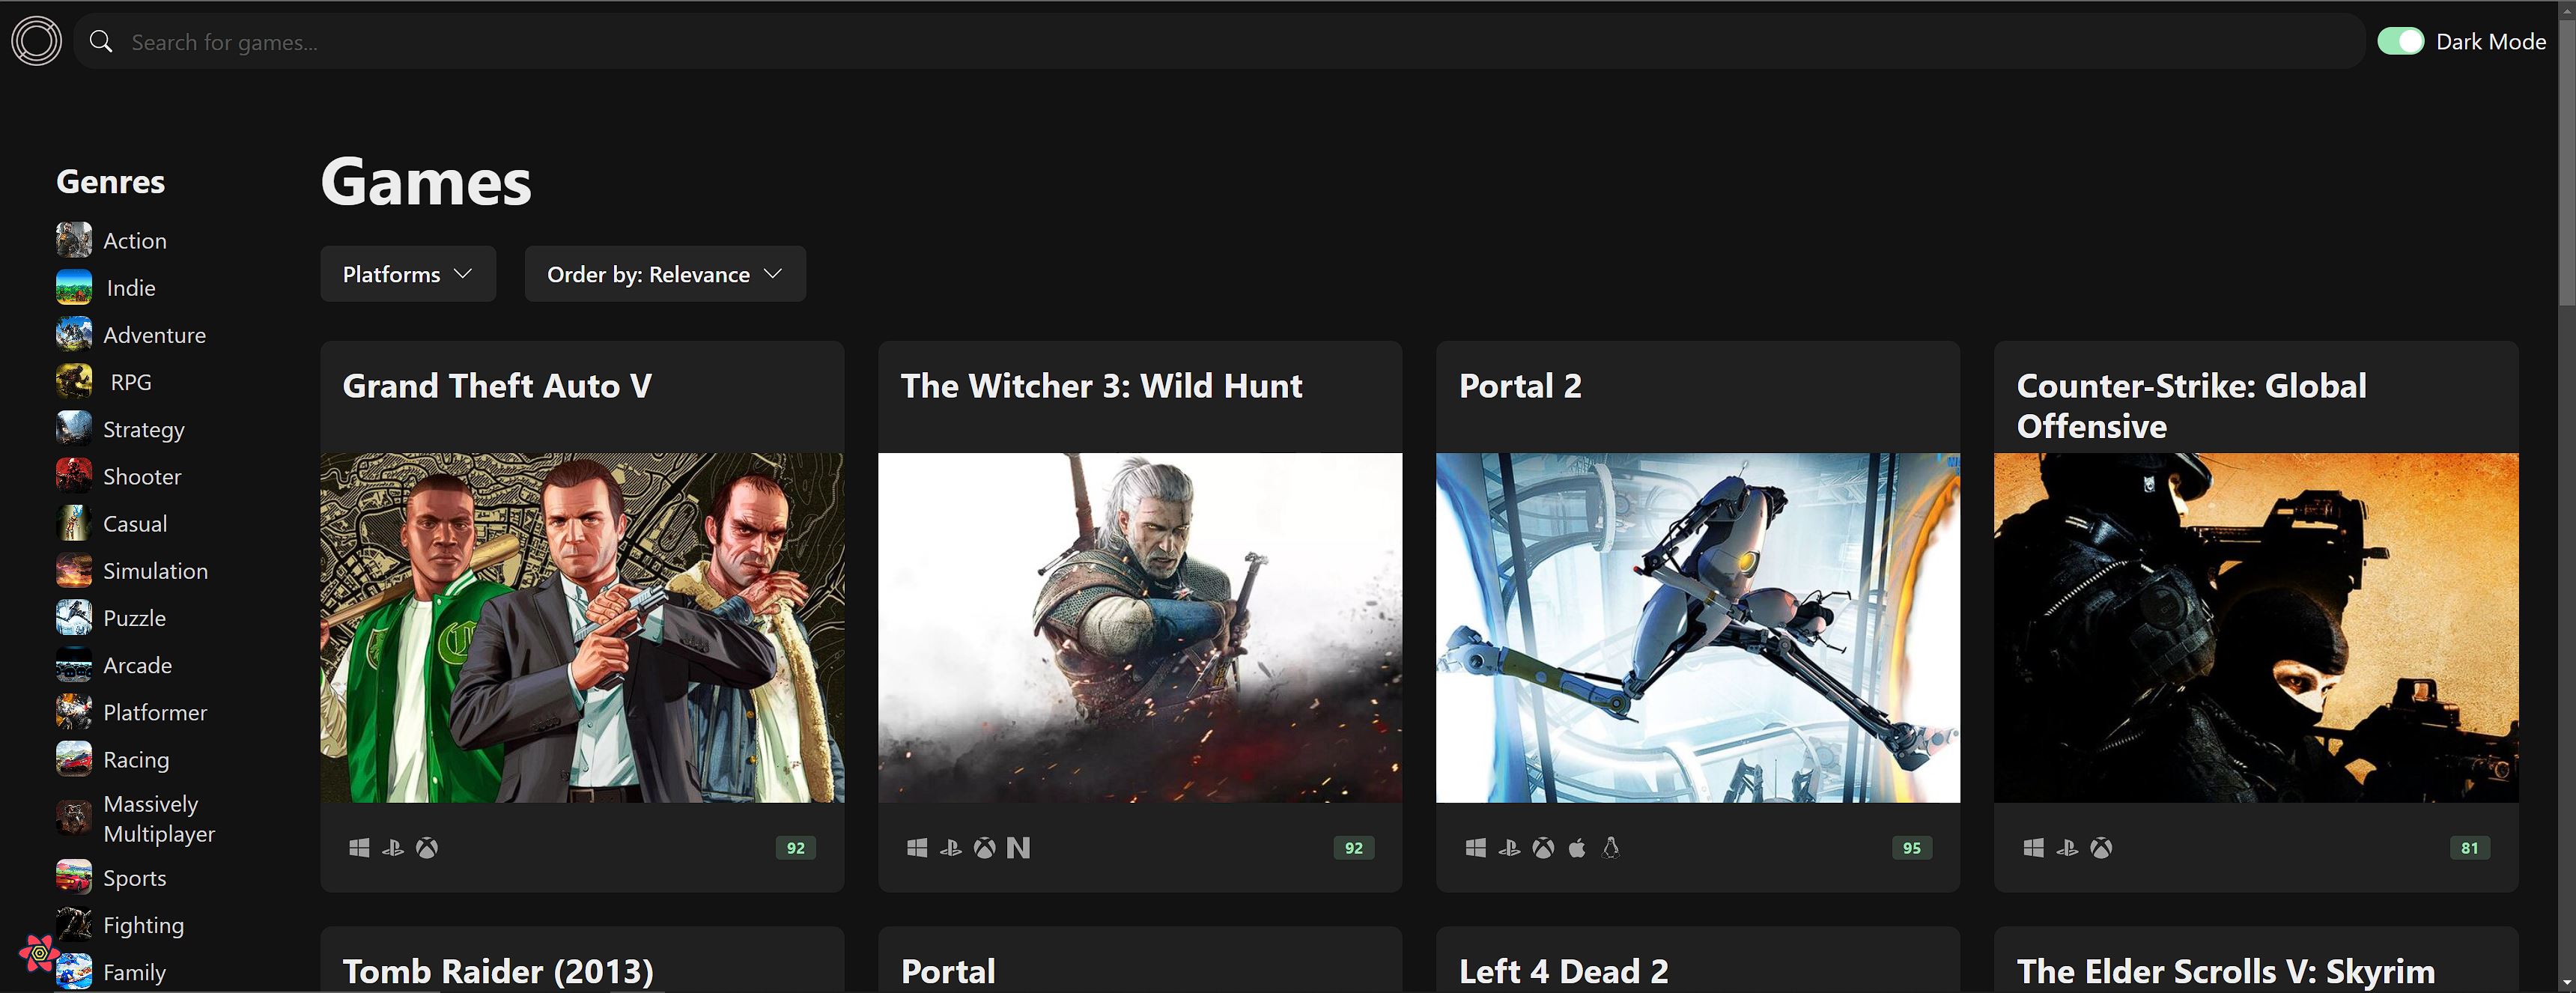 Search for games...
Dark Mode
Genres
Action
Indie
Adventure
RPG
Strategy
Shooter
Casual
Simulation
Puzzle
Arcade
Platformer
Racing
Massively
Multiplayer
Sports
Fighting
Family
Games
Platforms
Order by: Relevance
Grand Theft Auto V
92
The Witcher 3: Wild Hunt
92
Portal 2
95
Counter-Strike: Global
Offensive
81
Tomb Raider (2013)
Portal
Left 4 Dead 2
The Elder Scrolls V: Skyrim